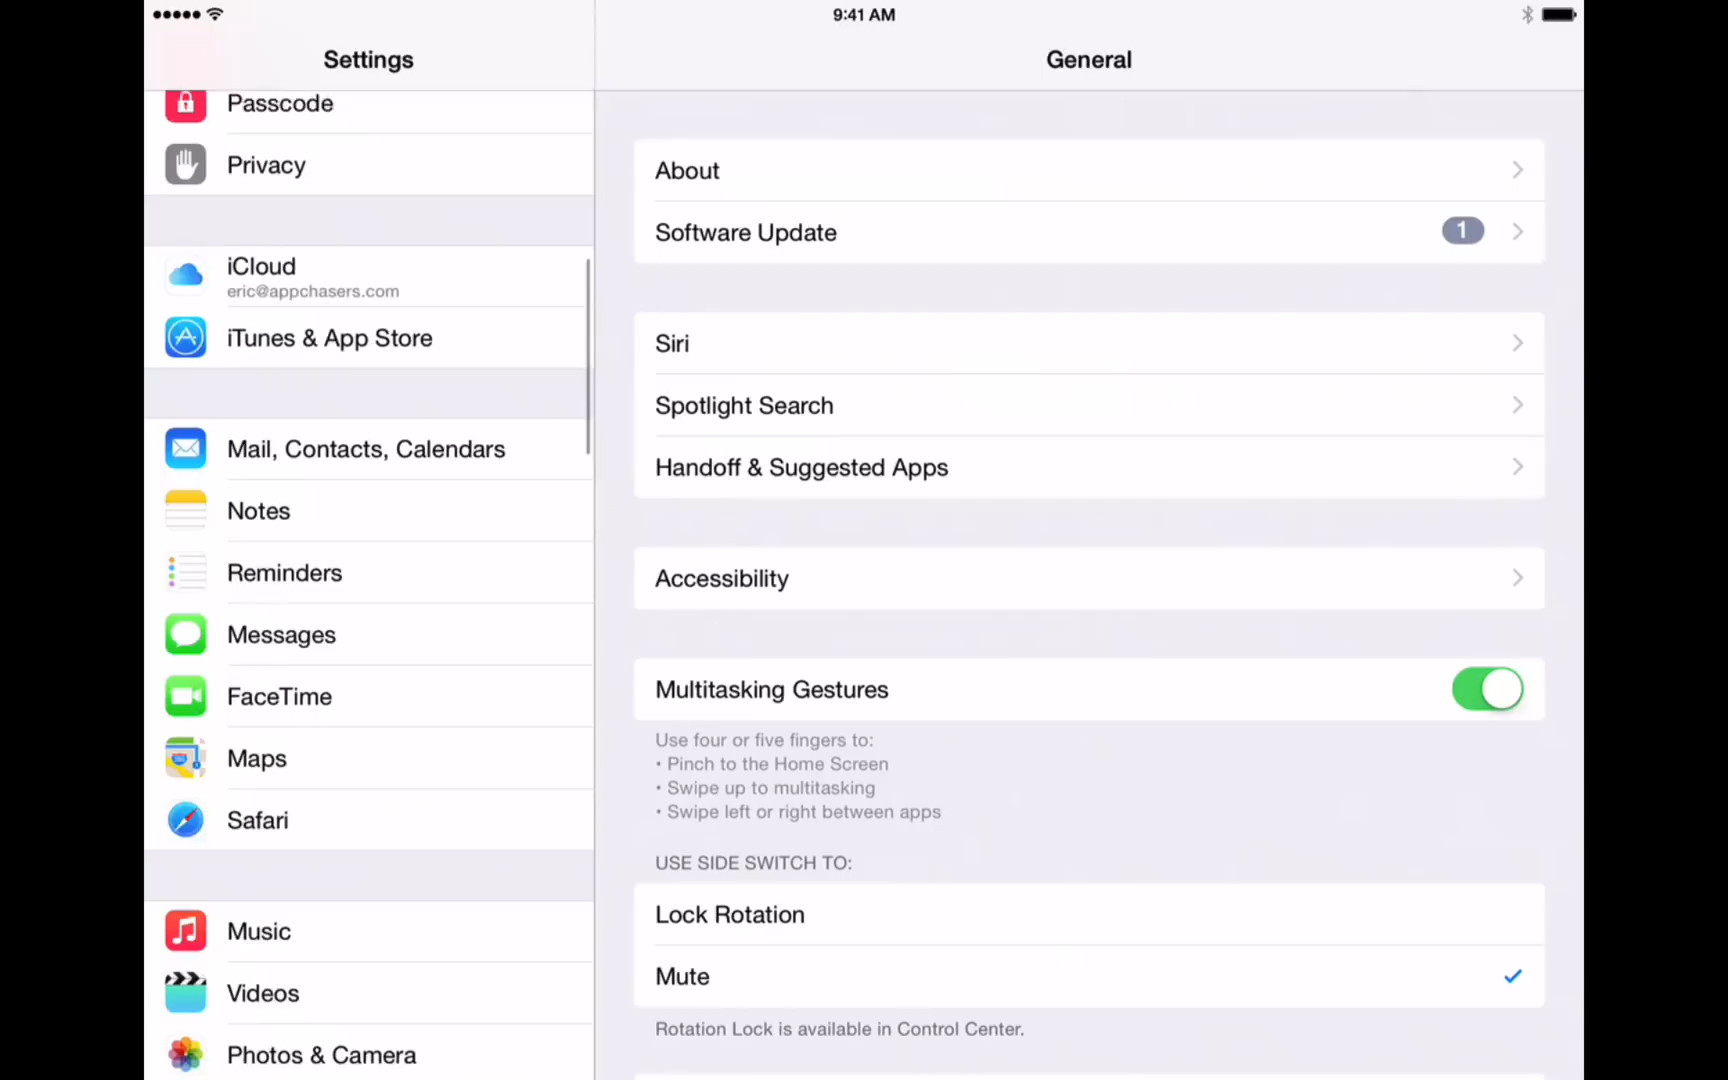 9:41 AM
Settings
Passcode
Privacy
iCloud
eric@appchasers.com
iTunes & App Store
Mail, Contacts, Calendars
Notes
Reminders
Messages
FaceTime
Maps
Safari
Music
Videos
Photos & Camera
General
About
Software Update 1
Siri
Spotlight Search
Handoff & Suggested Apps
Accessibility
Multitasking Gestures
Use four or five fingers to:
• Pinch to the Home Screen
• Swipe up to multitasking
• Swipe left or right between apps
USE SIDE SWITCH TO:
Lock Rotation
Mute
Rotation Lock is available in Control Center.